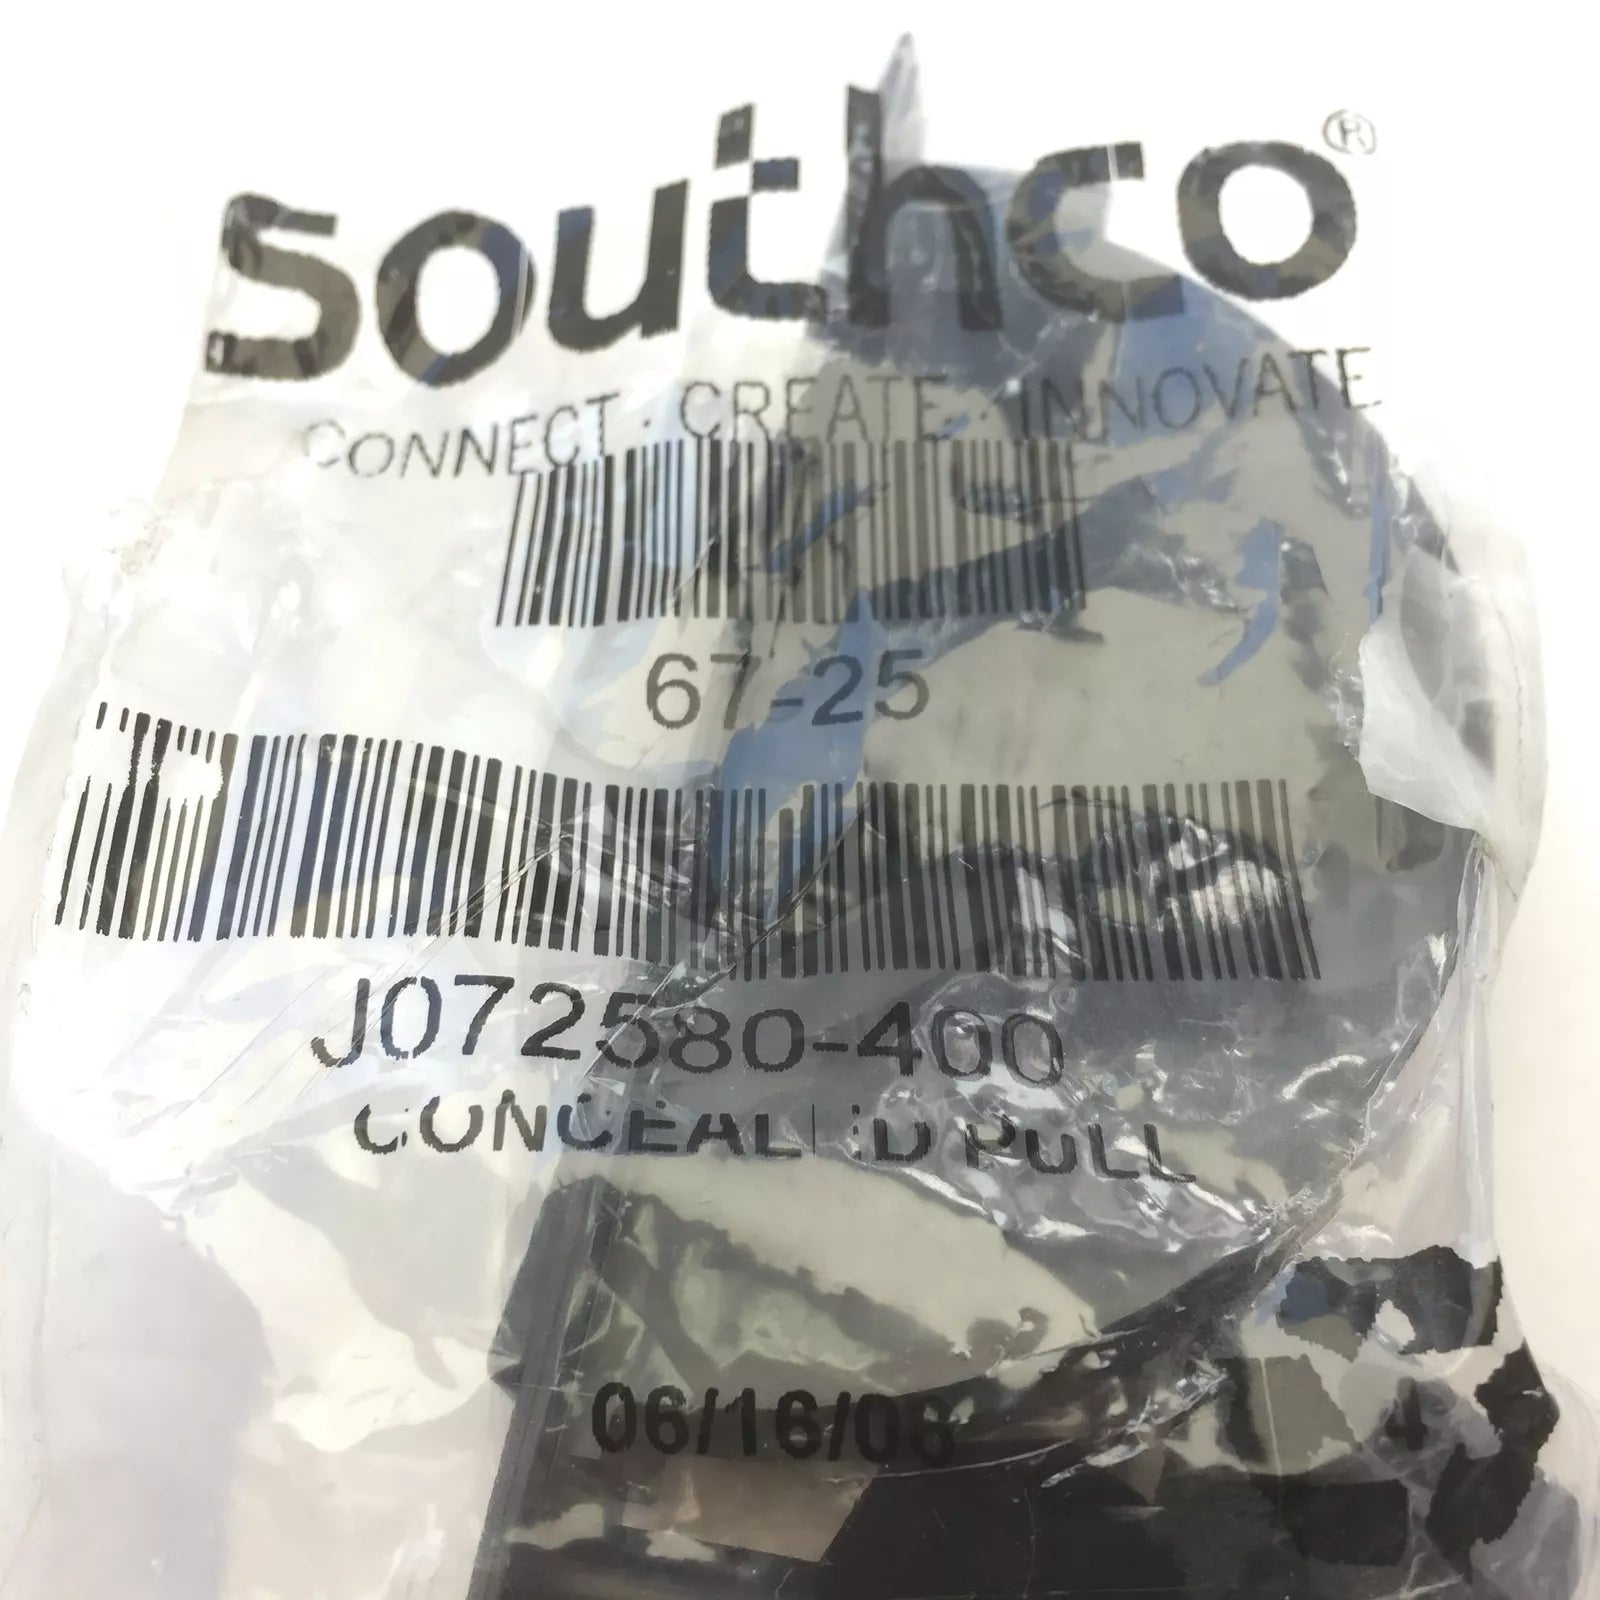 Southco®
CONNECT · CREATE · INNOVATE
67-25
J072580-400
CONCEALED PULL
06/16/08